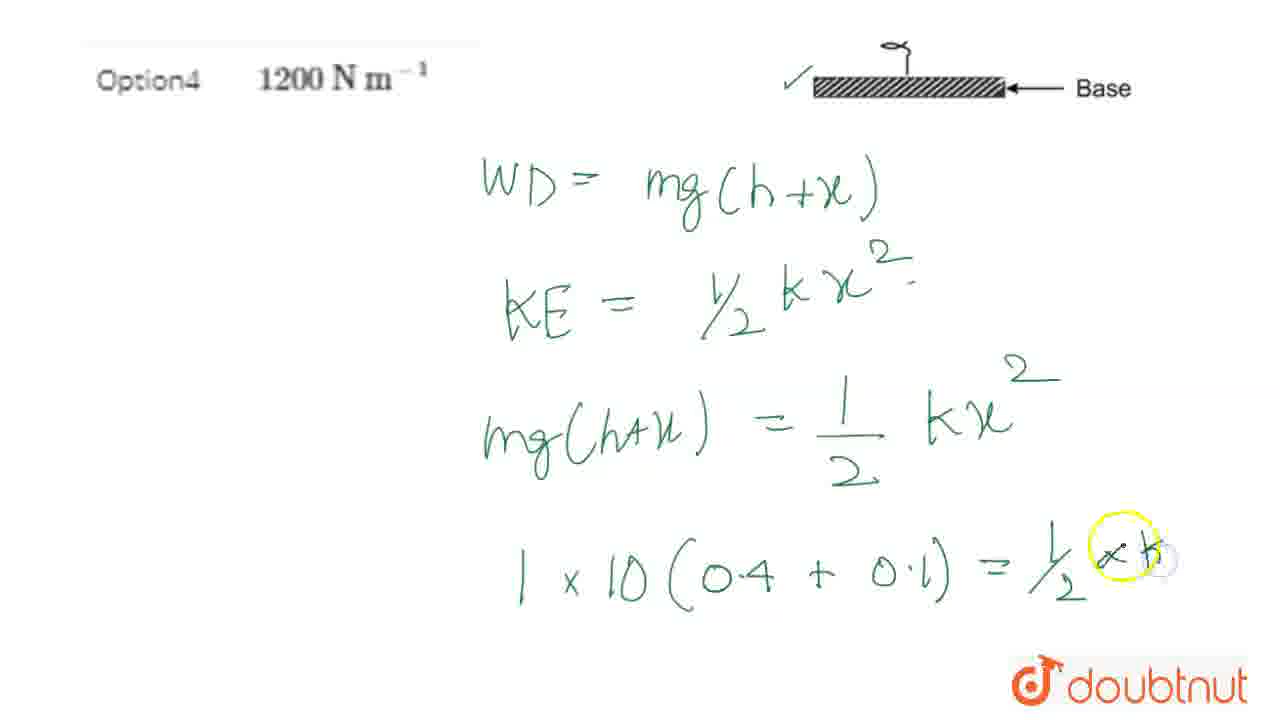 Option4 1200 N m⁻¹
Base
WD = mg(h+x)
KE = 1/2 kx²
mg(h+x) = 1/2 kx²
1 × 10 (0.4 + 0.1) = 1/2 × k
doubtnut